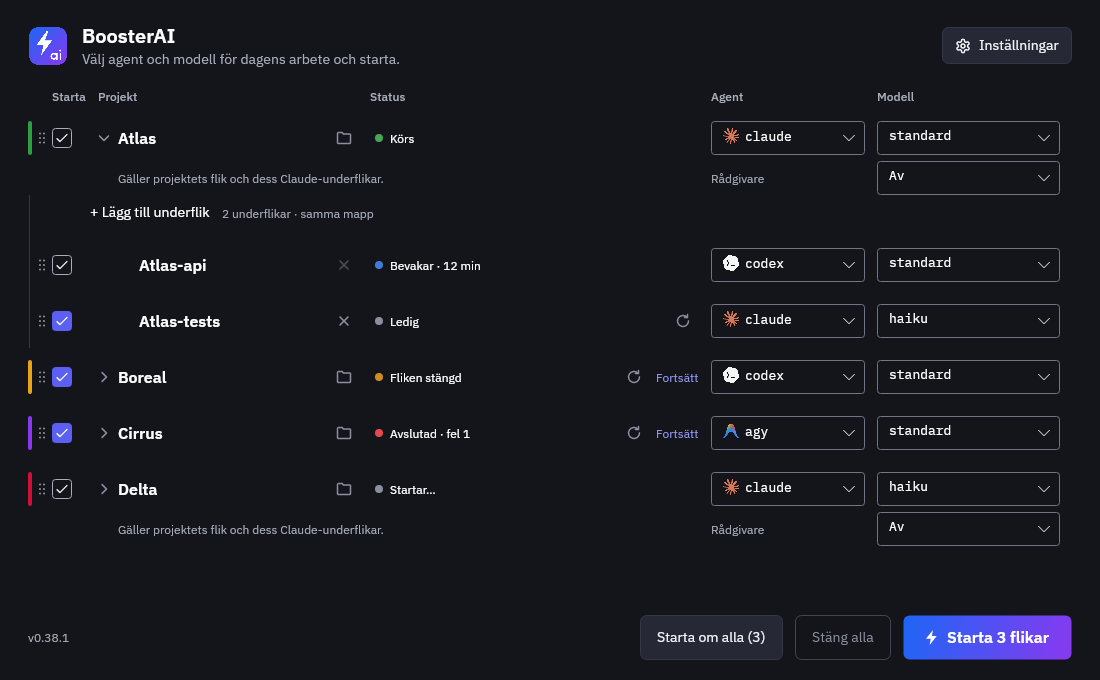 ai
BoosterAI
Välj agent och modell för dagens arbete och starta.
Inställningar
Starta Projekt Status Agent Modell
Atlas Körs claude standard
Gäller projektets flik och dess Claude-underflikar. Rådgivare Av
+ Lägg till underflik 2 underflikar · samma mapp
Atlas-api Bevakar · 12 min codex standard
Atlas-tests Ledig claude haiku
Boreal Fliken stängd Fortsätt codex standard
Cirrus Avslutad · fel 1 Fortsätt agy standard
Delta Startar... claude haiku
Gäller projektets flik och dess Claude-underflikar. Rådgivare Av
v0.38.1 Starta om alla (3) Stäng alla Starta 3 flikar